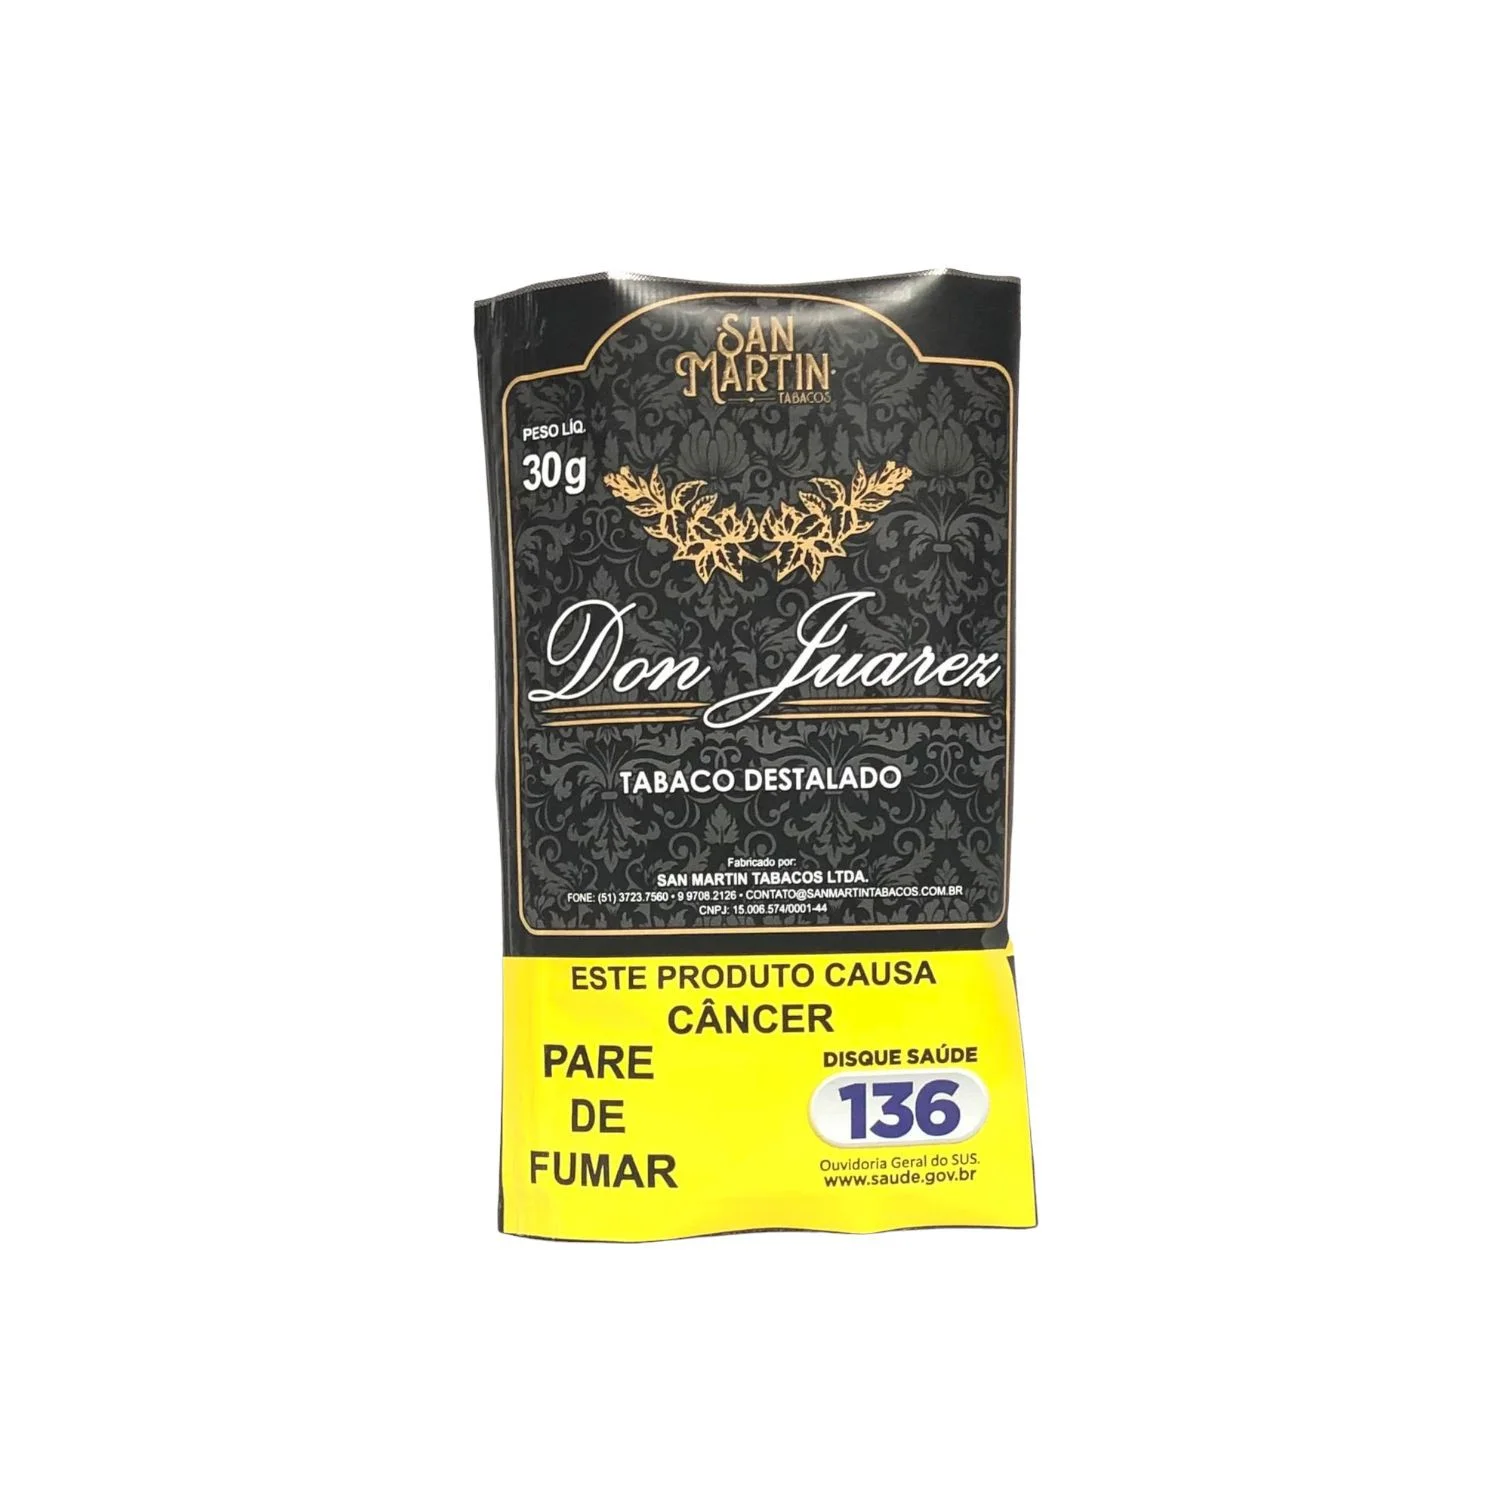 SAN
MARTIN
TABACOS
PESO LÍQ.
30g
Don Juarez
TABACO DESTALADO
Fabricado por:
SAN MARTIN TABACOS LTDA.
FONE: (51) 3723.7560 • 9 9708.2126 • CONTATO@SANMARTINTABACOS.COM.BR
CNPJ: 15.006.574/0001-44
ESTE PRODUTO CAUSA
CÂNCER
PARE
DE
FUMAR
DISQUE SAÚDE
136
Ouvidoria Geral do SUS.
www.saude.gov.br